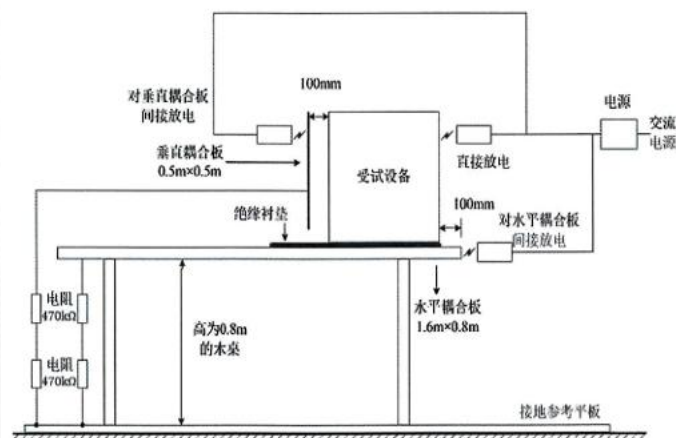 100mm
对垂直耦合板
间接放电
电源
交流
电源
垂直耦合板
0.5m×0.5m
直接放电
受试设备
100mm
绝缘衬垫
对水平耦合板
间接放电
电阻
470kΩ
高为0.8m
的木桌
水平耦合板
1.6m×0.8m
电阻
470kΩ
接地参考平板